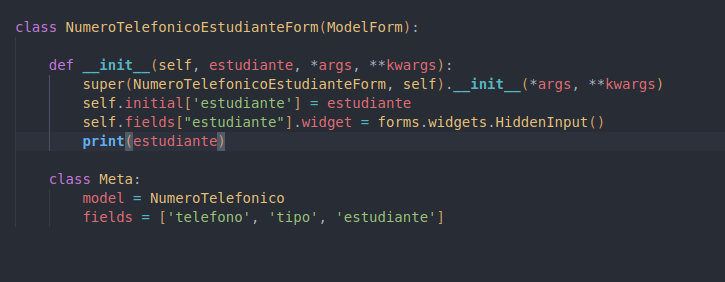 class NumeroTelefonicoEstudianteForm(ModelForm):
def __init__(self, estudiante, *args, **kwargs):
super(NumeroTelefonicoEstudianteForm, self).__init__(*args, **kwargs)
self.initial['estudiante'] = estudiante
self.fields["estudiante"].widget = forms.widgets.HiddenInput()
print(estudiante)
class Meta:
model = NumeroTelefonico
fields = ['telefono', 'tipo', 'estudiante']